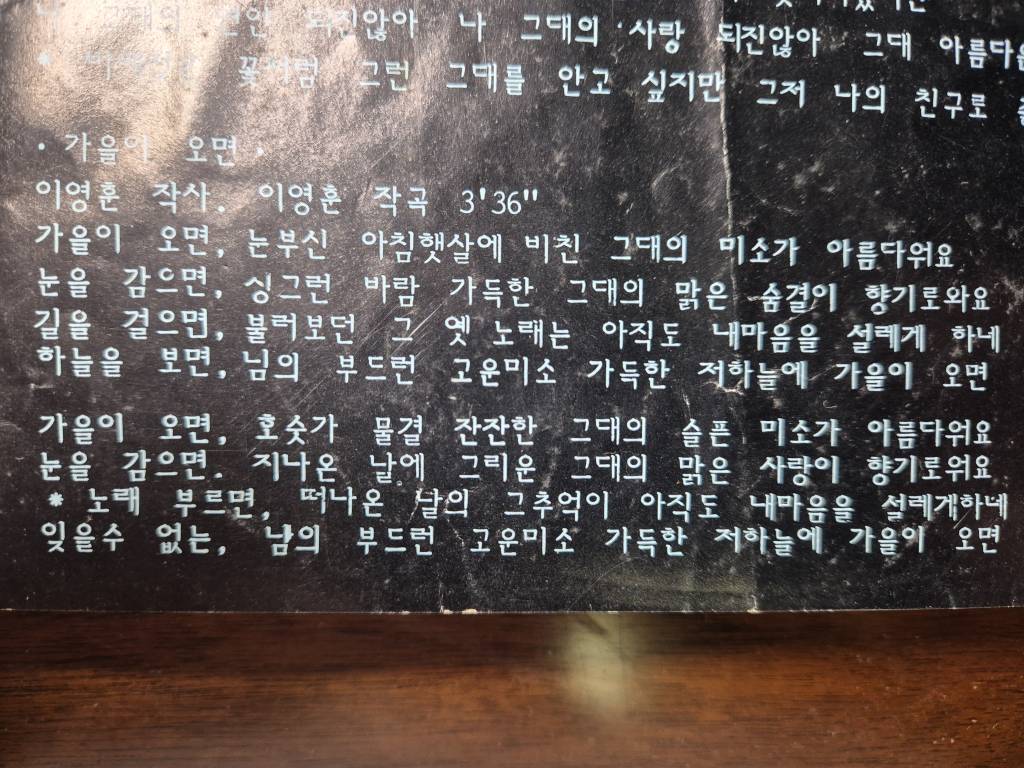 되진않아 나 그대의 사랑 되진않아 그대 아름다운
* 꽃처럼 그런 그대를 안고 싶지만 그저 나의 친구로
· 가을이 오면 ·
이영훈 작사. 이영훈 작곡 3'36"
가을이 오면, 눈부신 아침햇살에 비친 그대의 미소가 아름다워요
눈을 감으면, 싱그런 바람 가득한 그대의 맑은 숨결이 향기로와요
길을 걸으면, 불러보던 그 옛 노래는 아직도 내마음을 설레게 하네
하늘을 보면, 님의 부드런 고운미소 가득한 저하늘에 가을이 오면
가을이 오면, 호숫가 물결 잔잔한 그대의 슬픈 미소가 아름다워요
눈을 감으면. 지나온 날에 그리운 그대의 맑은 사랑이 향기로워요
* 노래 부르면, 떠나온 날의 그추억이 아직도 내마음을 설레게하네
잊을수 없는, 남의 부드런 고운미소 가득한 저하늘에 가을이 오면